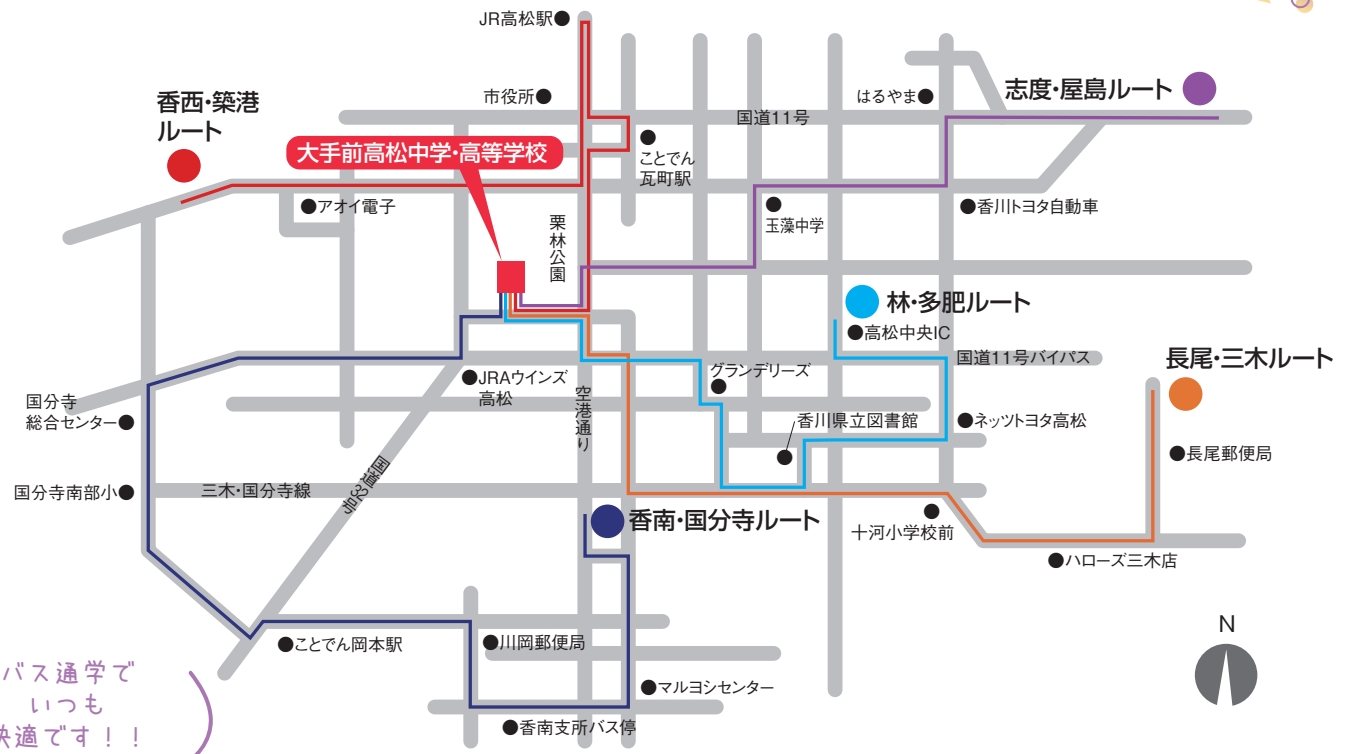 JR高松駅●
香西・築港
ルート
市役所●
はるやま●
志度・屋島ルート
国道11号
大手前高松中学・高等学校
●
ことでん
瓦町駅
●アオイ電子
栗林公園
●
玉藻中学
●香川トヨタ自動車
林・多肥ルート
●高松中央IC
国道11号バイパス
長尾・三木ルート
グランデリーズ
●
●JRAウインズ
高松
空港通り
国分寺
総合センター●
香川県立図書館
●
●ネッツトヨタ高松
●長尾郵便局
国分寺南部小●
三木・国分寺線
国道32号
香南・国分寺ルート
●
十河小学校前
●ハローズ三木店
●ことでん岡本駅
●川岡郵便局
N
●マルヨシセンター
●香南支所バス停
バス通学で
いつも
快適です！！